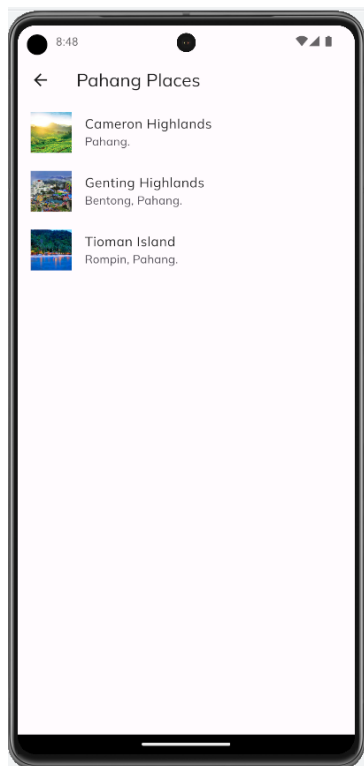 8:48
Pahang Places
Cameron Highlands
Pahang.
Genting Highlands
Bentong, Pahang.
Tioman Island
Rompin, Pahang.